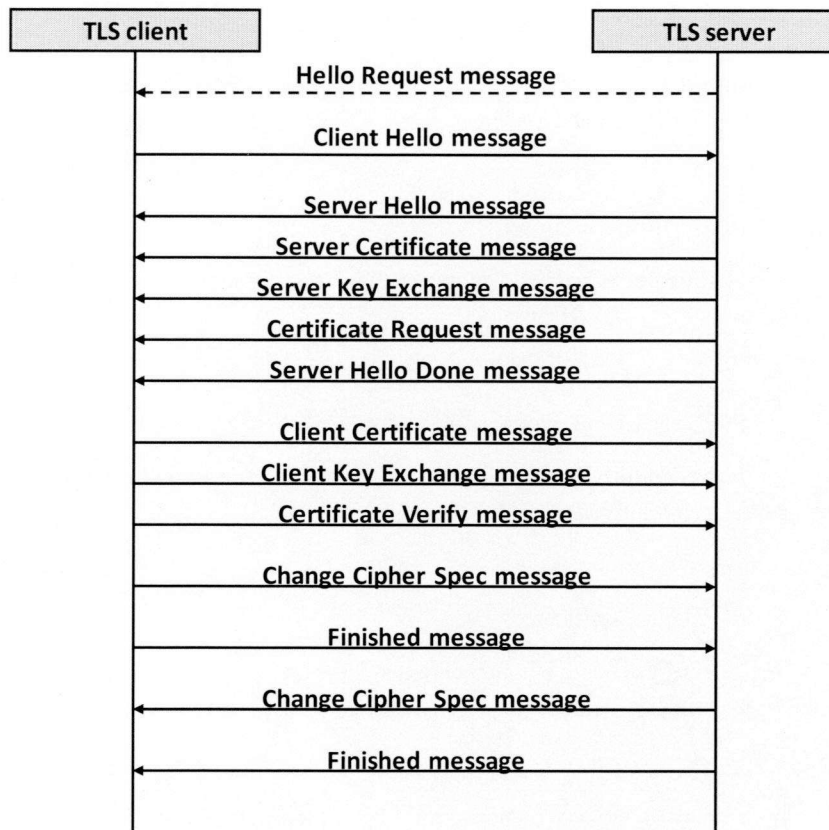 TLS client
TLS server
Hello Request message
Client Hello message
Server Hello message
Server Certificate message
Server Key Exchange message
Certificate Request message
Server Hello Done message
Client Certificate message
Client Key Exchange message
Certificate Verify message
Change Cipher Spec message
Finished message
Change Cipher Spec message
Finished message